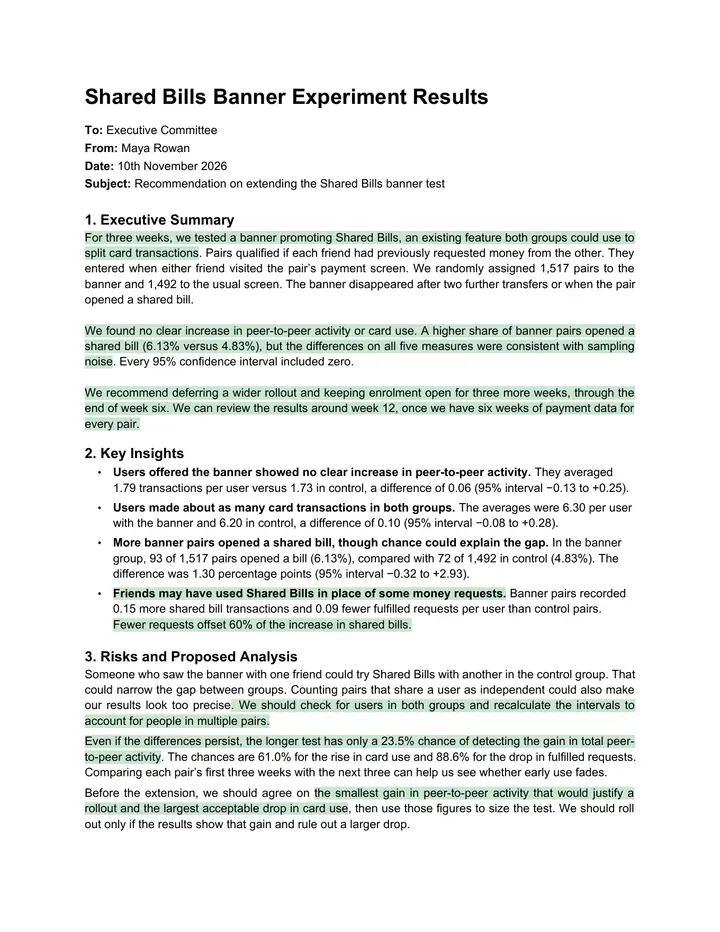 Shared Bills Banner Experiment Results
To: Executive Committee
From: Maya Rowan
Date: 10th November 2026
Subject: Recommendation on extending the Shared Bills banner test
1. Executive Summary
For three weeks, we tested a banner promoting Shared Bills, an existing feature both groups could use to
split card transactions. Pairs qualified if each friend had previously requested money from the other. They
entered when either friend visited the pair's payment screen. We randomly assigned 1,517 pairs to the
banner and 1,492 to the usual screen. The banner disappeared after two further transfers or when the pair
opened a shared bill.
We found no clear increase in peer-to-peer activity or card use. A higher share of banner pairs opened a
shared bill (6.13% versus 4.83%), but the differences on all five measures were consistent with sampling
noise. Every 95% confidence interval included zero.
We recommend deferring a wider rollout and keeping enrolment open for three more weeks, through the
end of week six. We can review the results around week 12, once we have six weeks of payment data for
every pair.
2. Key Insights
• Users offered the banner showed no clear increase in peer-to-peer activity. They averaged
1.79 transactions per user versus 1.73 in control, a difference of 0.06 (95% interval −0.13 to +0.25).
• Users made about as many card transactions in both groups. The averages were 6.30 per user
with the banner and 6.20 in control, a difference of 0.10 (95% interval −0.08 to +0.28).
• More banner pairs opened a shared bill, though chance could explain the gap. In the banner
group, 93 of 1,517 pairs opened a bill (6.13%), compared with 72 of 1,492 in control (4.83%). The
difference was 1.30 percentage points (95% interval −0.32 to +2.93).
• Friends may have used Shared Bills in place of some money requests. Banner pairs recorded
0.15 more shared bill transactions and 0.09 fewer fulfilled requests per user than control pairs.
Fewer requests offset 60% of the increase in shared bills.
3. Risks and Proposed Analysis
Someone who saw the banner with one friend could try Shared Bills with another in the control group. That
could narrow the gap between groups. Counting pairs that share a user as independent could also make
our results look too precise. We should check for users in both groups and recalculate the intervals to
account for people in multiple pairs.
Even if the differences persist, the longer test has only a 23.5% chance of detecting the gain in total peer-
to-peer activity. The chances are 61.0% for the rise in card use and 88.6% for the drop in fulfilled requests.
Comparing each pair's first three weeks with the next three can help us see whether early use fades.
Before the extension, we should agree on the smallest gain in peer-to-peer activity that would justify a
rollout and the largest acceptable drop in card use, then use those figures to size the test. We should roll
out only if the results show that gain and rule out a larger drop.